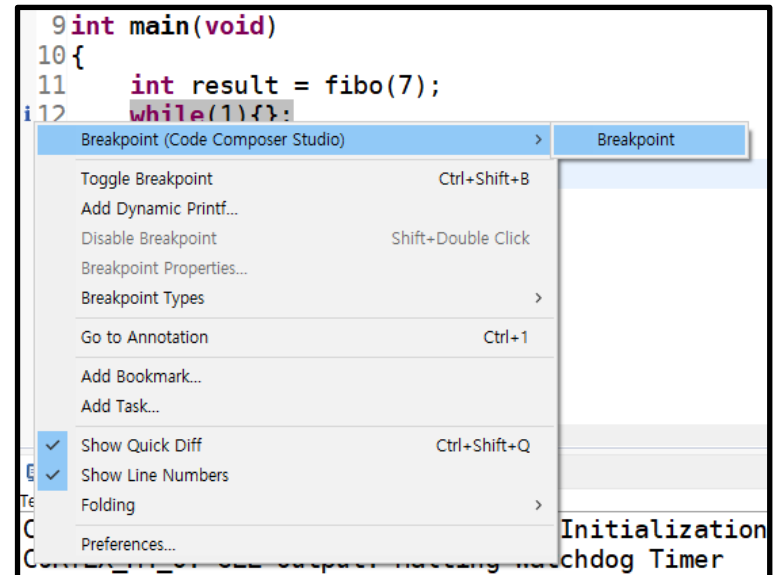 9 int main(void)
10 {
11 int result = fibo(7);
i 12 while(1){};
Breakpoint (Code Composer Studio) > Breakpoint
Toggle Breakpoint Ctrl+Shift+B
Add Dynamic Printf...
Disable Breakpoint Shift+Double Click
Breakpoint Properties...
Breakpoint Types >
Go to Annotation Ctrl+1
Add Bookmark...
Add Task...
Show Quick Diff Ctrl+Shift+Q
Show Line Numbers
Folding >
Te
Initialization
Preferences...
chdog Timer